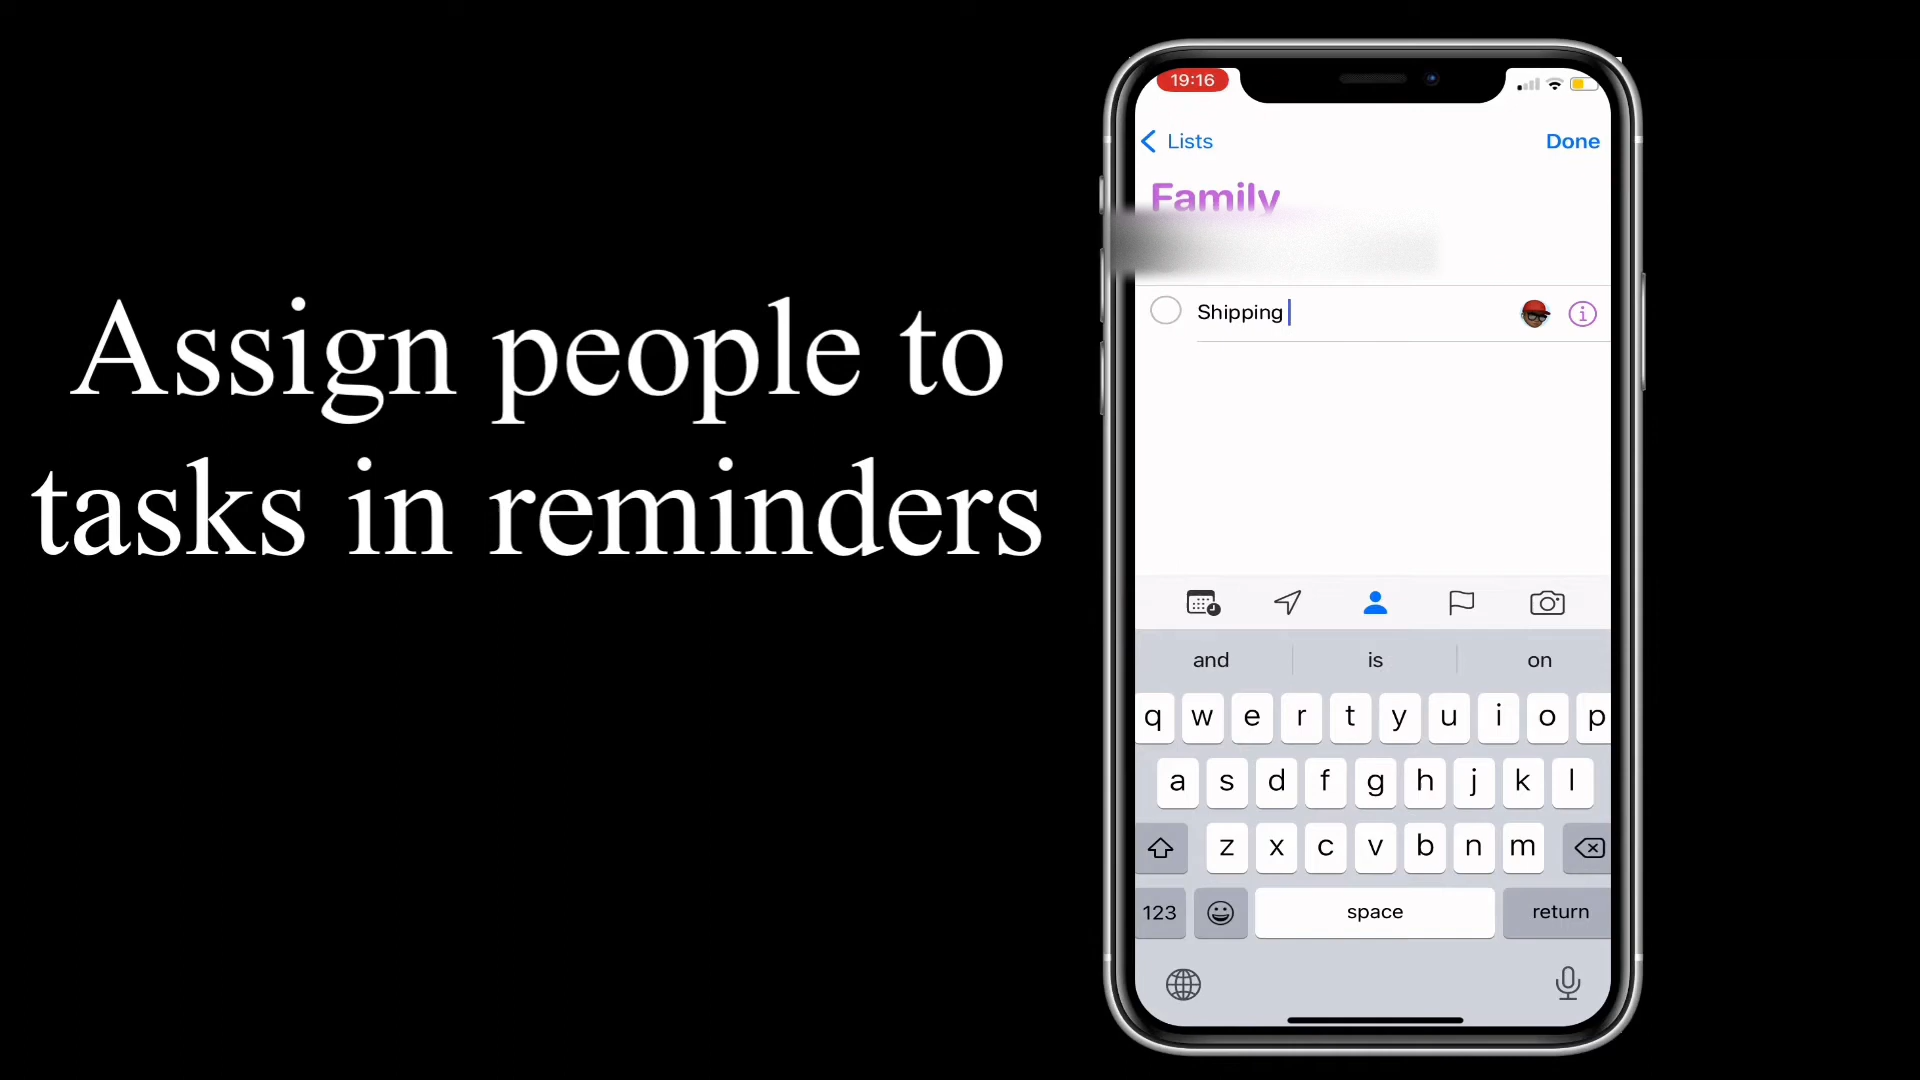 Assign people to
tasks in reminders
19:16
Lists
Done
Family
Shipping
and is on
q w e r t y u i o p
a s d f g h j k l
z x c v b n m
123 space return